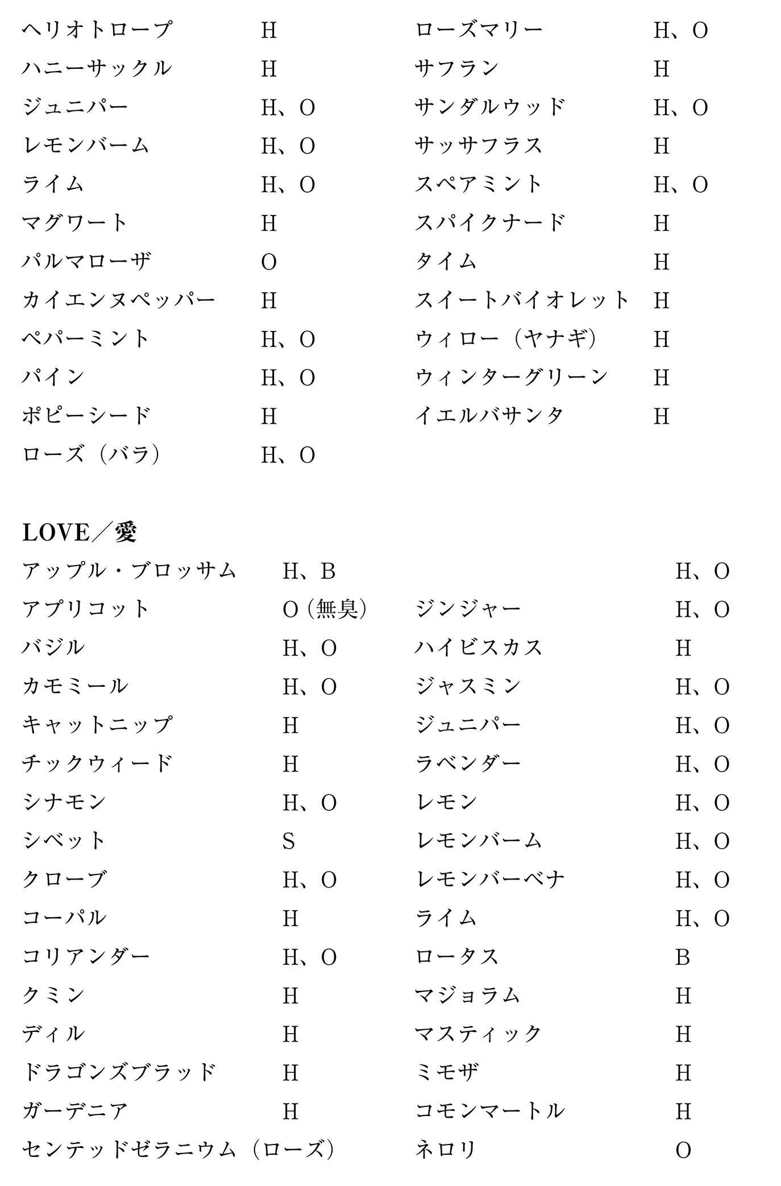 ヘリオトロープ H
ハニーサックル H
ジュニパー H、O
レモンバーム H、O
ライム H、O
マグワート H
パルマローザ O
カイエンヌペッパー H
ペパーミント H、O
パイン H、O
ポピーシード H
ローズ（バラ） H、O
ローズマリー H、O
サフラン H
サンダルウッド H、O
サッサフラス H
スペアミント H、O
スパイクナード H
タイム H
スイートバイオレット H
ウィロー（ヤナギ） H
ウィンターグリーン H
イエルバサンタ H
LOVE／愛
アップル・ブロッサム H、B
アプリコット O（無臭）
バジル H、O
カモミール H、O
キャットニップ H
チックウィード H
シナモン H、O
シベット S
クローブ H、O
コーパル H
コリアンダー H、O
クミン H
ディル H
ドラゴンズブラッド H
ガーデニア H
センテッドゼラニウム（ローズ）
H、O
ジンジャー H、O
ハイビスカス H
ジャスミン H、O
ジュニパー H、O
ラベンダー H、O
レモン H、O
レモンバーム H、O
レモンバーベナ H、O
ライム H、O
ロータス B
マジョラム H
マスティック H
ミモザ H
コモンマートル H
ネロリ O